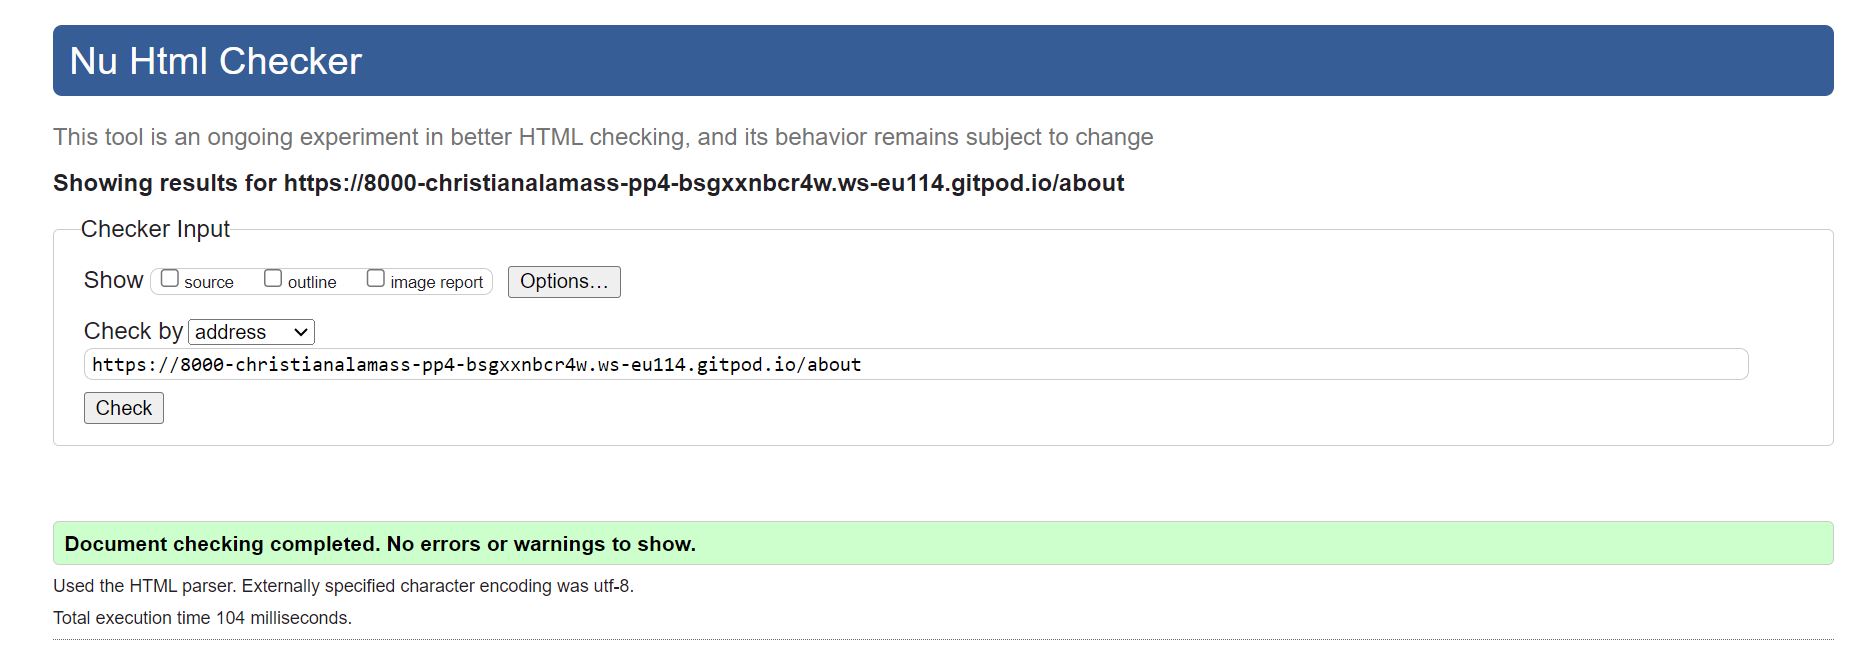 Nu Html Checker
This tool is an ongoing experiment in better HTML checking, and its behavior remains subject to change
Showing results for https://8000-christianalamass-pp4-bsgxxnbcr4w.ws-eu114.gitpod.io/about
Checker Input
Show source outline image report Options...
Check by address
https://8000-christianalamass-pp4-bsgxxnbcr4w.ws-eu114.gitpod.io/about
Check
Document checking completed. No errors or warnings to show.
Used the HTML parser. Externally specified character encoding was utf-8.
Total execution time 104 milliseconds.